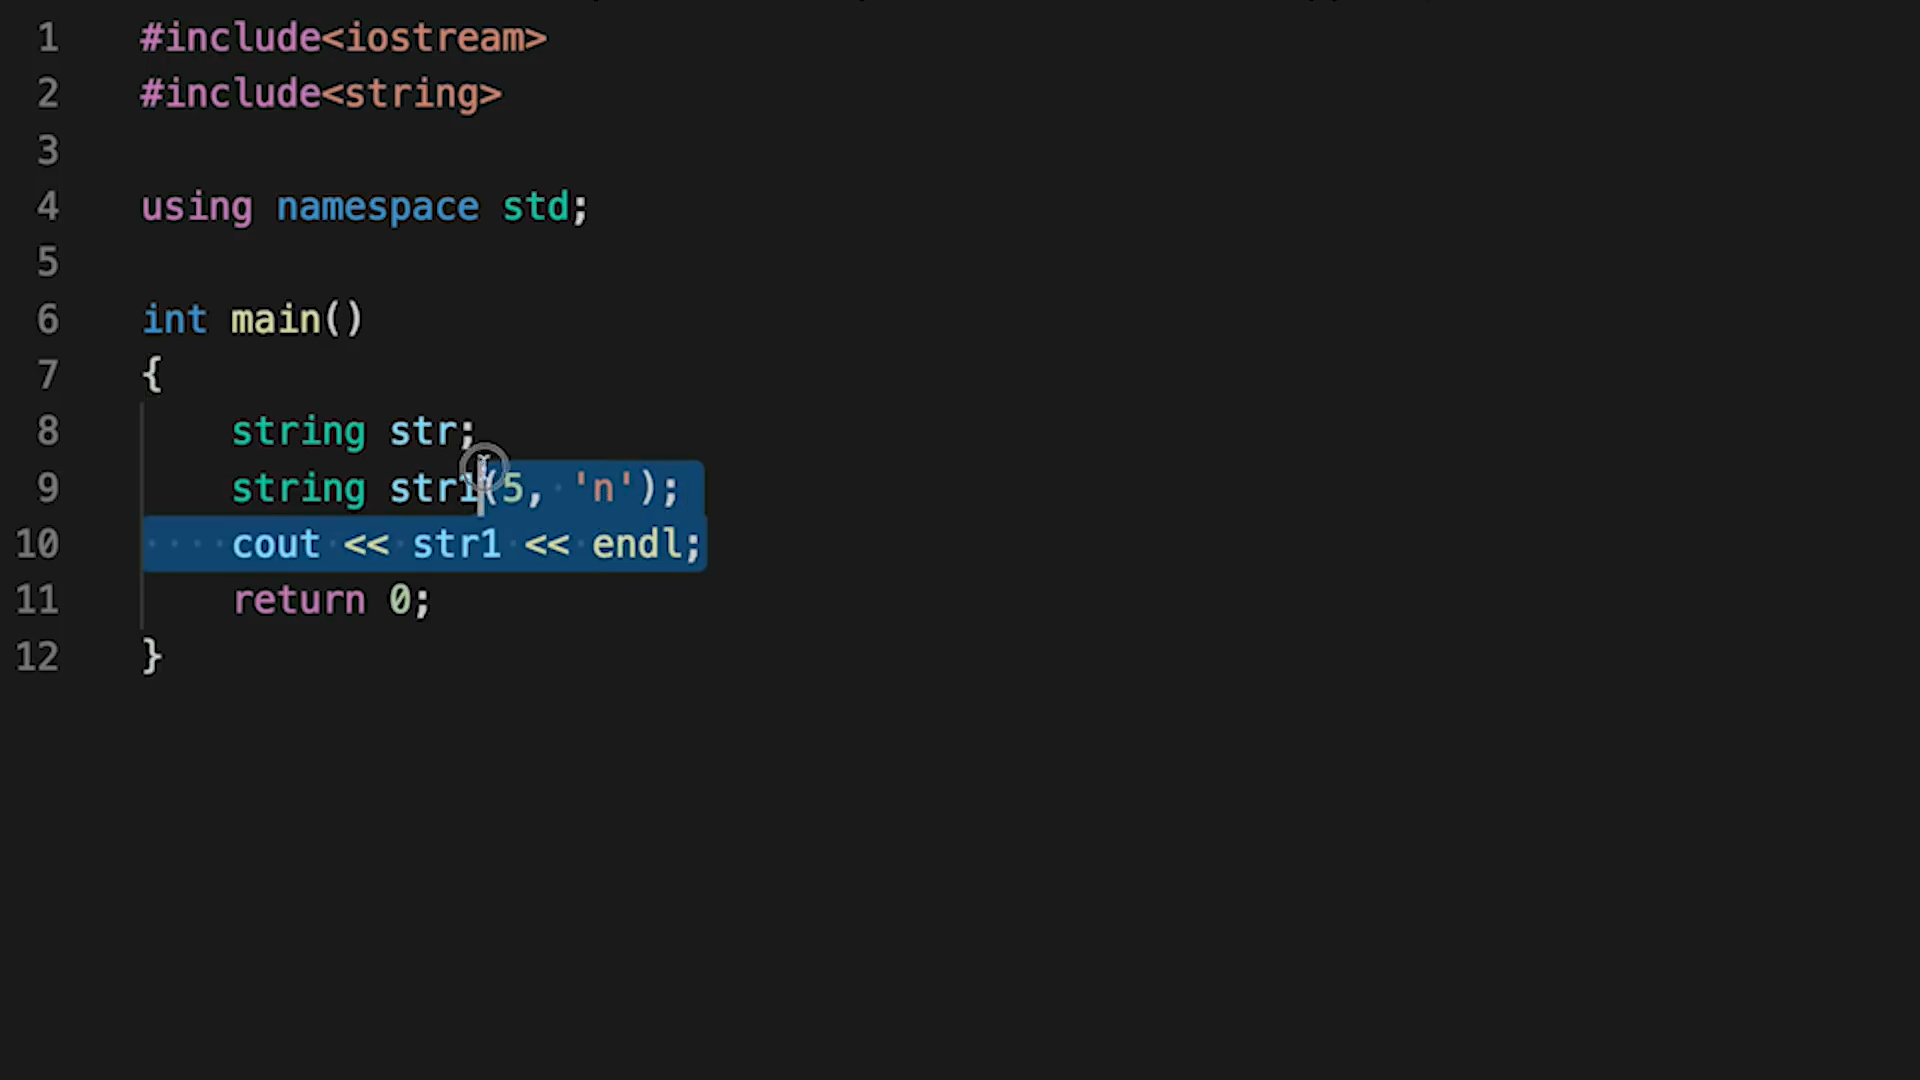 1 #include<iostream>
2 #include<string>
3
4 using namespace std;
5
6 int main()
7 {
8 string str;
9 string str1(5, 'n');
10 cout << str1 << endl;
11 return 0;
12 }